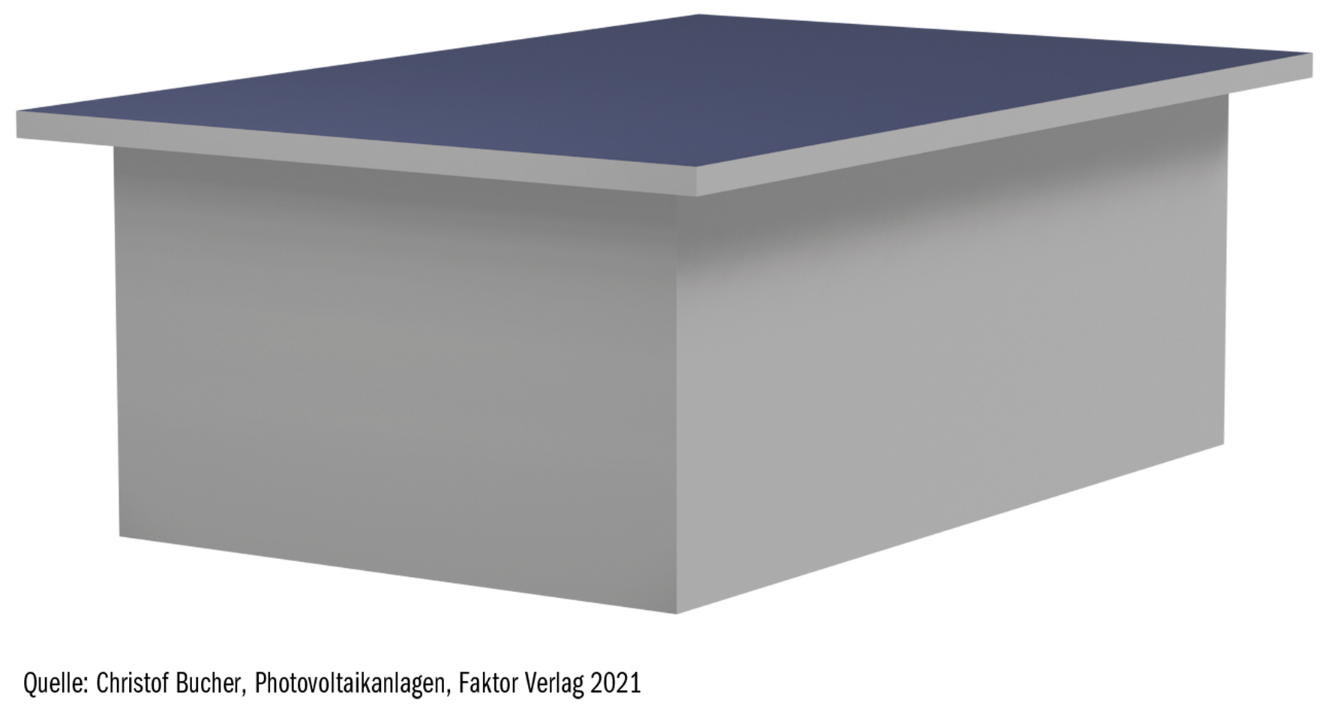 Quelle: Christof Bucher, Photovoltaikanlagen, Faktor Verlag 2021